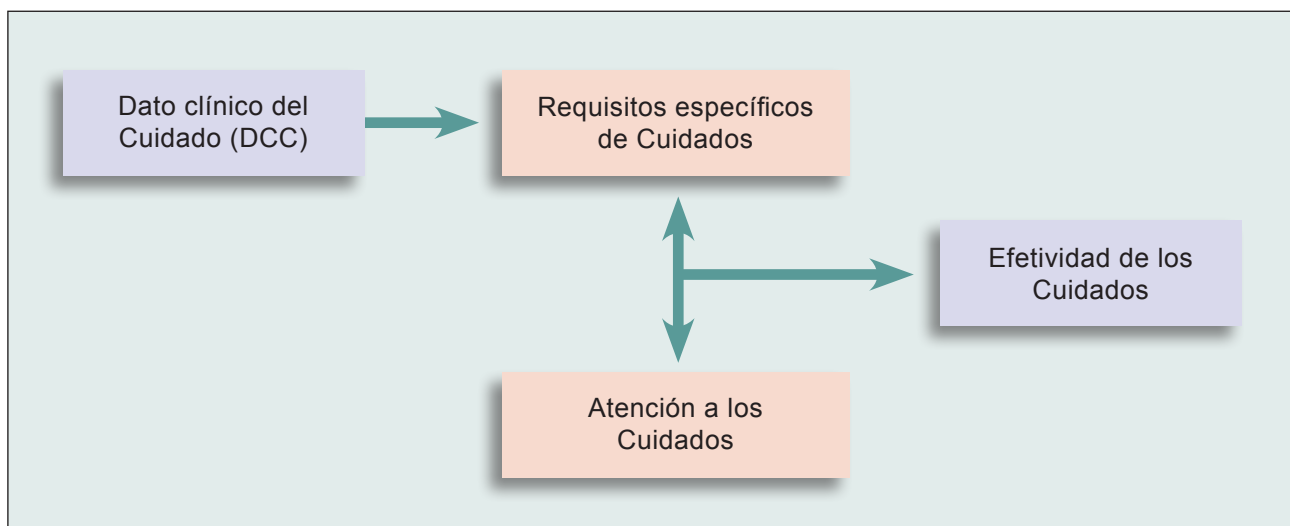 Dato clínico del
Cuidado (DCC)
Requisitos específicos
de Cuidados
Efetividad de los
Cuidados
Atención a los
Cuidados